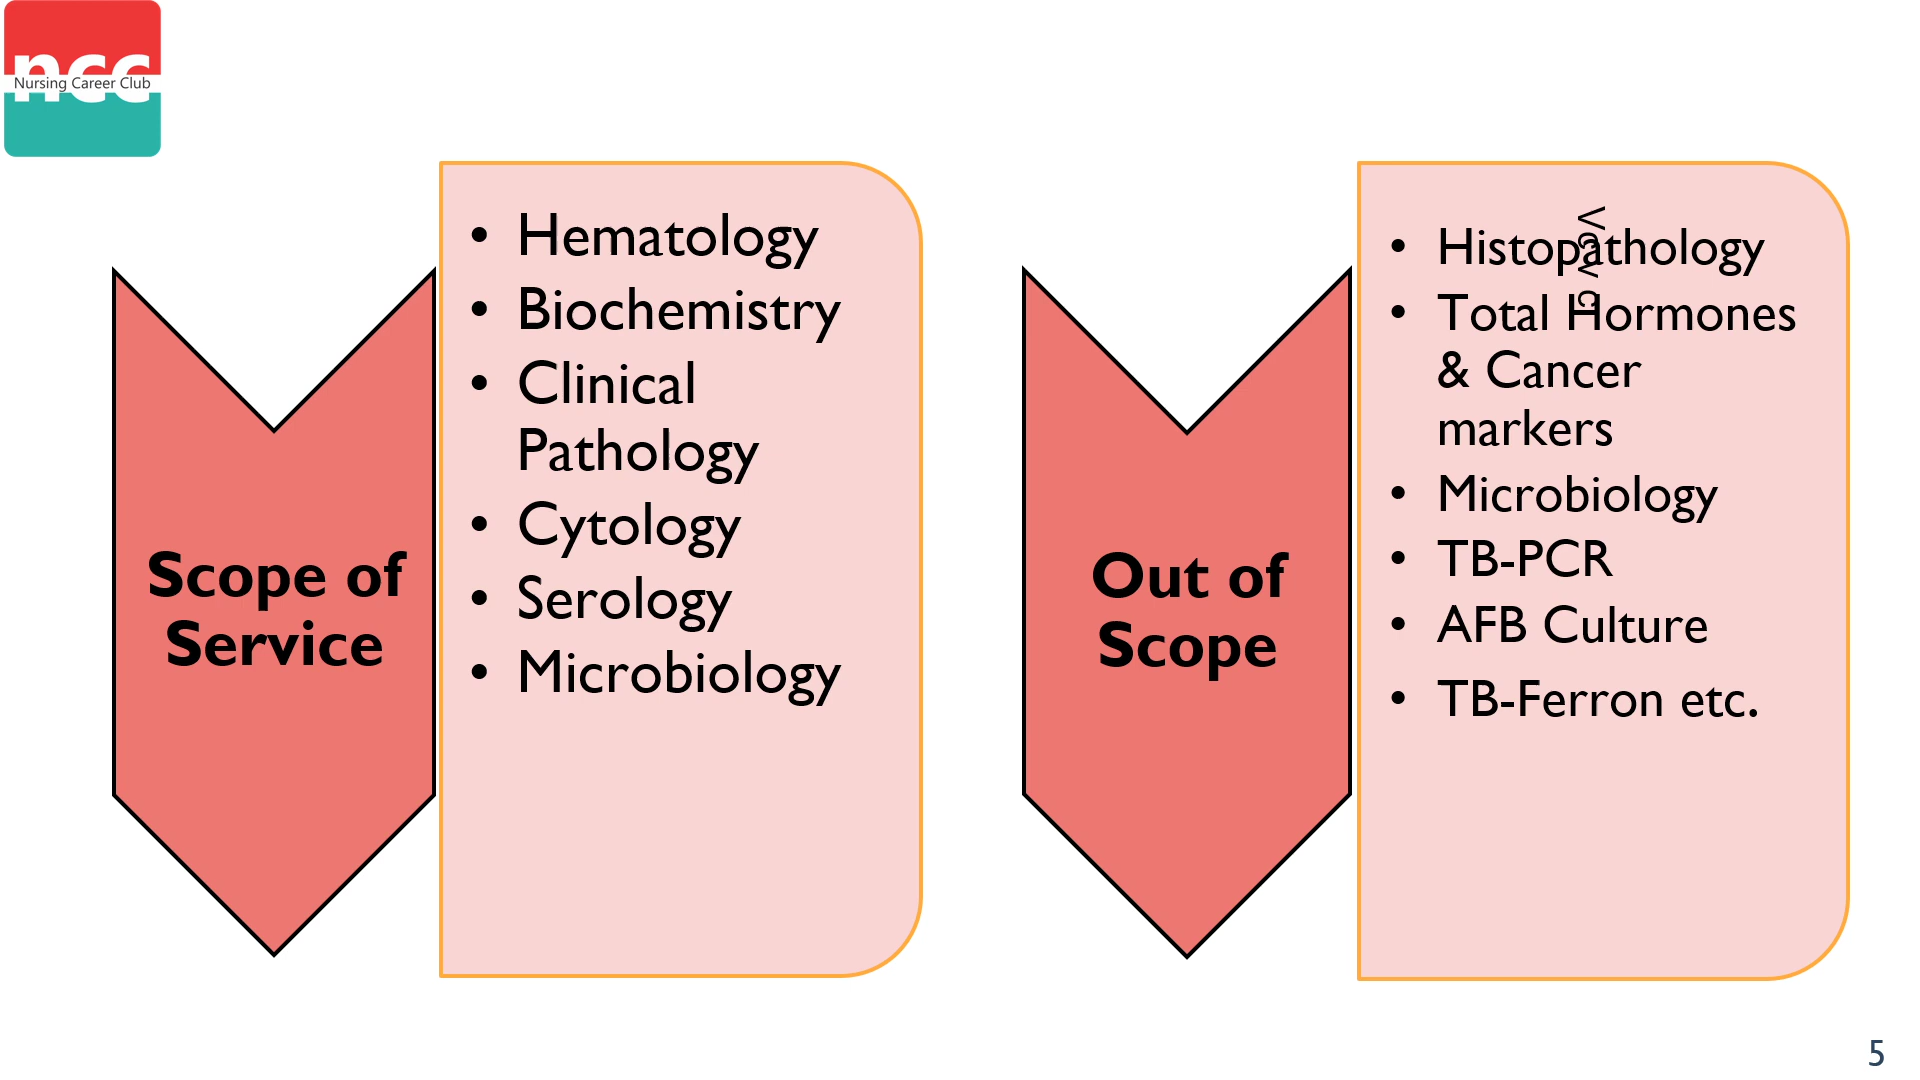 ncc
Nursing Career Club
Scope of
Service
• Hematology
• Biochemistry
• Clinical
Pathology
• Cytology
• Serology
• Microbiology
Out of
Scope
• Histopathology
• Total Hormones
& Cancer
markers
• Microbiology
• TB-PCR
• AFB Culture
• TB-Ferron etc.
5